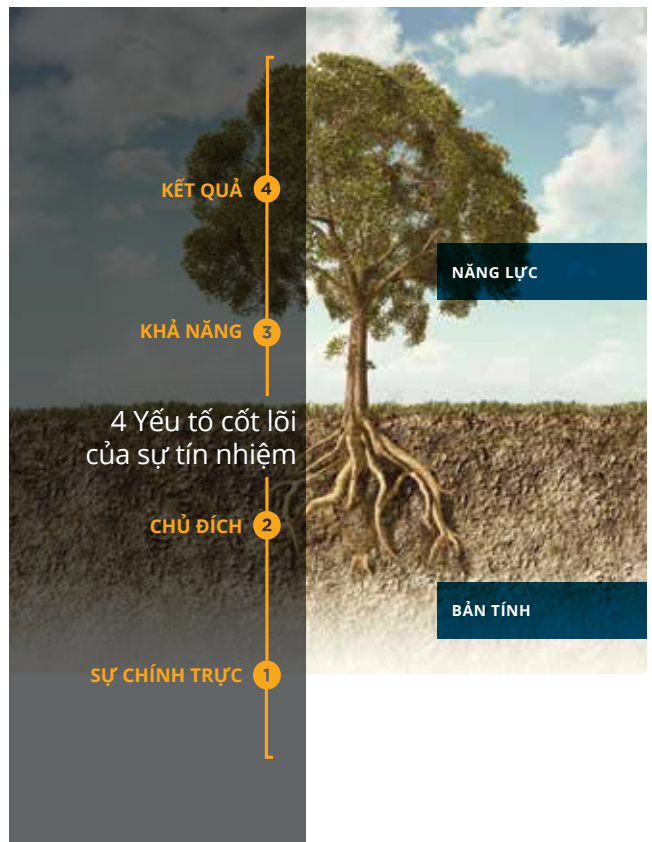 KẾT QUẢ 4
NĂNG LỰC
KHẢ NĂNG 3
4 Yếu tố cốt lõi
của sự tín nhiệm
CHỦ ĐÍCH 2
BẢN TÍNH
SỰ CHÍNH TRỰC 1